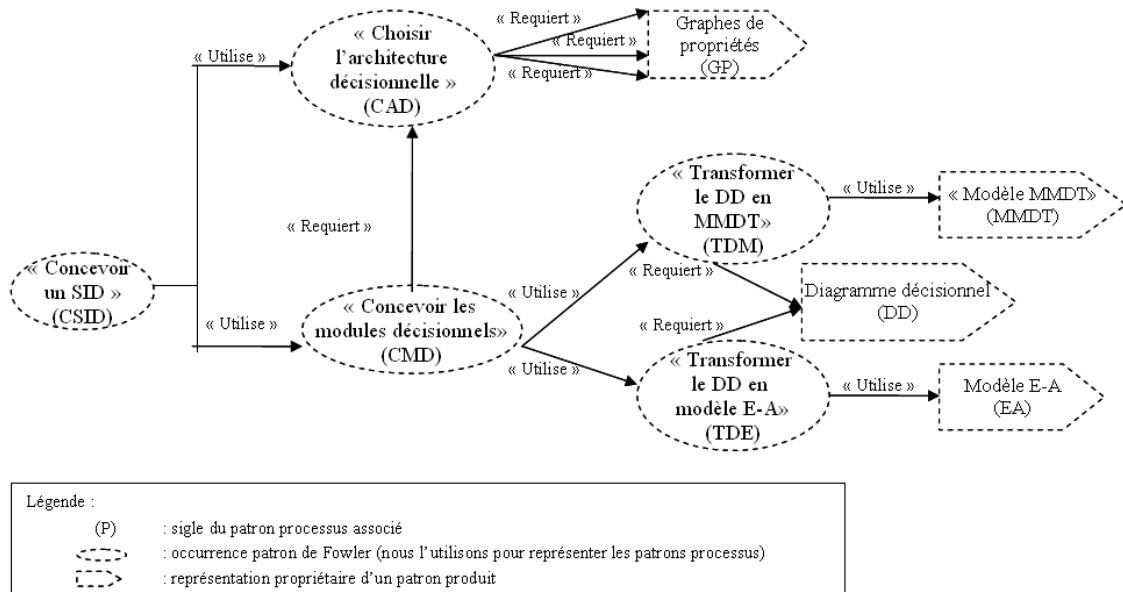 « Choisir
l’architecture
décisionnelle »
(CAD)
« Utilise »
« Requiert »
« Requiert »
« Requiert »
Graphes de
propriétés
(GP)
« Requiert »
« Concevoir
un SID »
(CSID)
« Utilise »
« Concevoir les
modules décisionnels»
(CMD)
« Utilise »
« Utilise »
« Transformer
le DD en
MMDT»
(TDM)
« Utilise »
« Modèle MMDT»
(MMDT)
« Requiert »
Diagramme décisionnel
(DD)
« Requiert »
« Transformer
le DD en
modèle E-A»
(TDE)
« Utilise »
Modèle E-A
(EA)
Légende :
(P) : sigle du patron processus associé
: occurrence patron de Fowler (nous l’utilisons pour représenter les patrons processus)
: représentation propriétaire d’un patron produit